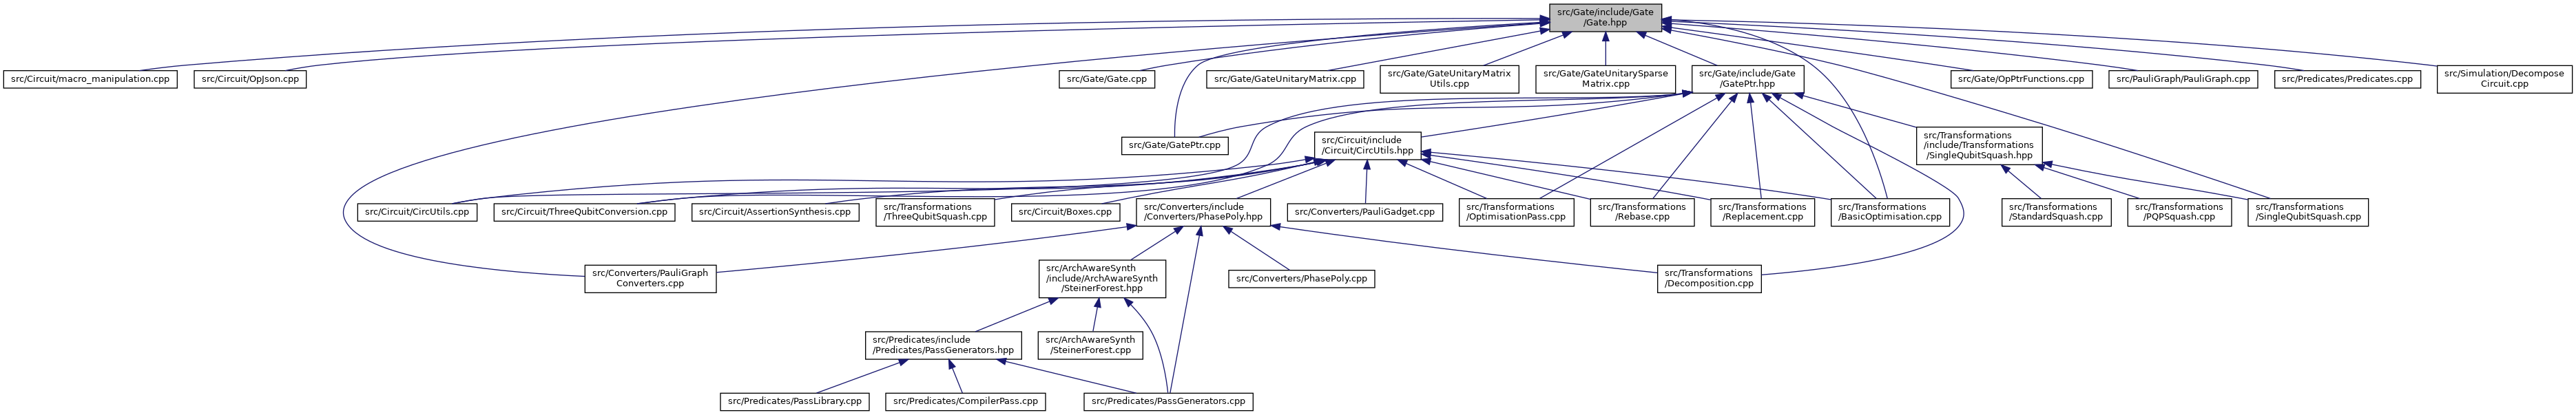 src/Gate/include/Gate
/Gate.hpp
src/Circuit/macro_manipulation.cpp
src/Circuit/OpJson.cpp
src/Gate/Gate.cpp
src/Gate/GateUnitaryMatrix.cpp
src/Gate/GateUnitaryMatrix
Utils.cpp
src/Gate/GateUnitarySparse
Matrix.cpp
src/Gate/include/Gate
/GatePtr.hpp
src/Gate/OpPtrFunctions.cpp
src/PauliGraph/PauliGraph.cpp
src/Predicates/Predicates.cpp
src/Simulation/Decompose
Circuit.cpp
src/Gate/GatePtr.cpp
src/Circuit/include
/Circuit/CircUtils.hpp
src/Transformations
/include/Transformations
/SingleQubitSquash.hpp
src/Circuit/CircUtils.cpp
src/Circuit/ThreeQubitConversion.cpp
src/Circuit/AssertionSynthesis.cpp
src/Transformations
/ThreeQubitSquash.cpp
src/Circuit/Boxes.cpp
src/Converters/include
/Converters/PhasePoly.hpp
src/Converters/PauliGadget.cpp
src/Transformations
/OptimisationPass.cpp
src/Transformations
/Rebase.cpp
src/Transformations
/Replacement.cpp
src/Transformations
/BasicOptimisation.cpp
src/Transformations
/StandardSquash.cpp
src/Transformations
/PQPSquash.cpp
src/Transformations
/SingleQubitSquash.cpp
src/Converters/PauliGraph
Converters.cpp
src/ArchAwareSynth
/include/ArchAwareSynth
/SteinerForest.hpp
src/Converters/PhasePoly.cpp
src/Transformations
/Decomposition.cpp
src/Predicates/include
/Predicates/PassGenerators.hpp
src/ArchAwareSynth
/SteinerForest.cpp
src/Predicates/PassLibrary.cpp
src/Predicates/CompilerPass.cpp
src/Predicates/PassGenerators.cpp